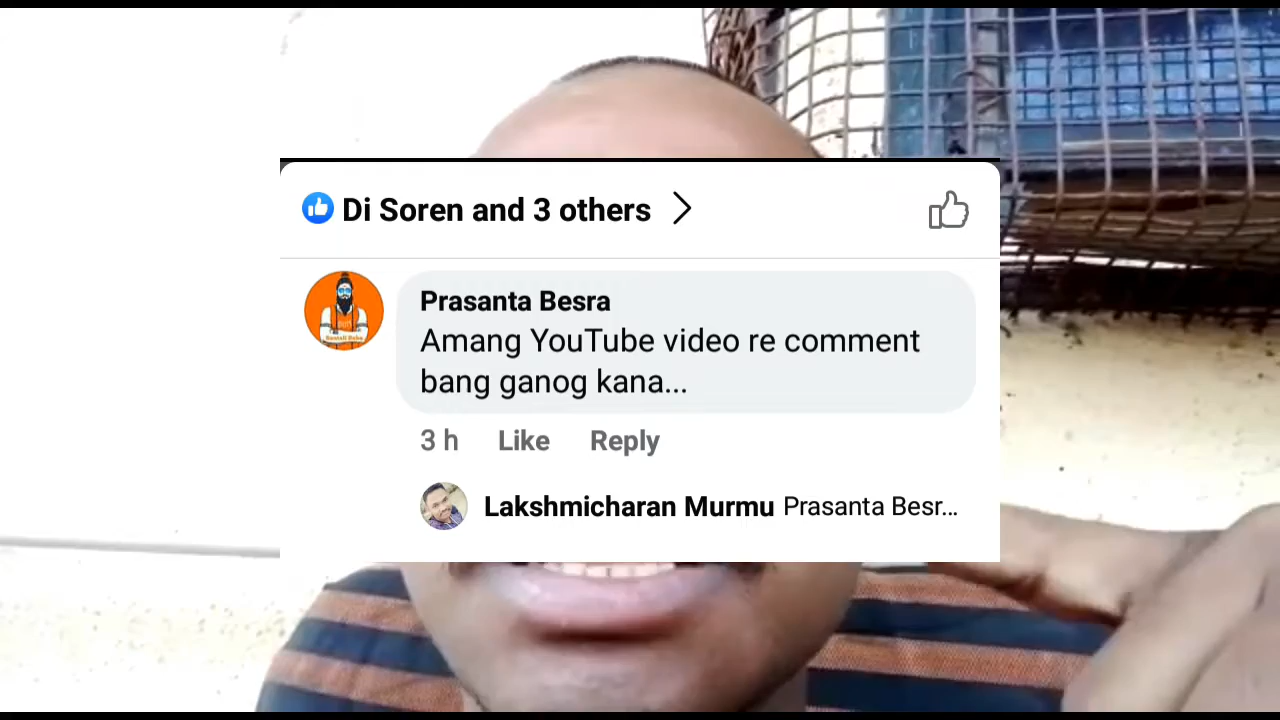 Di Soren and 3 others
Prasanta Besra
Amang YouTube video re comment
bang ganog kana...
3 h Like Reply
Lakshmicharan Murmu Prasanta Besr...